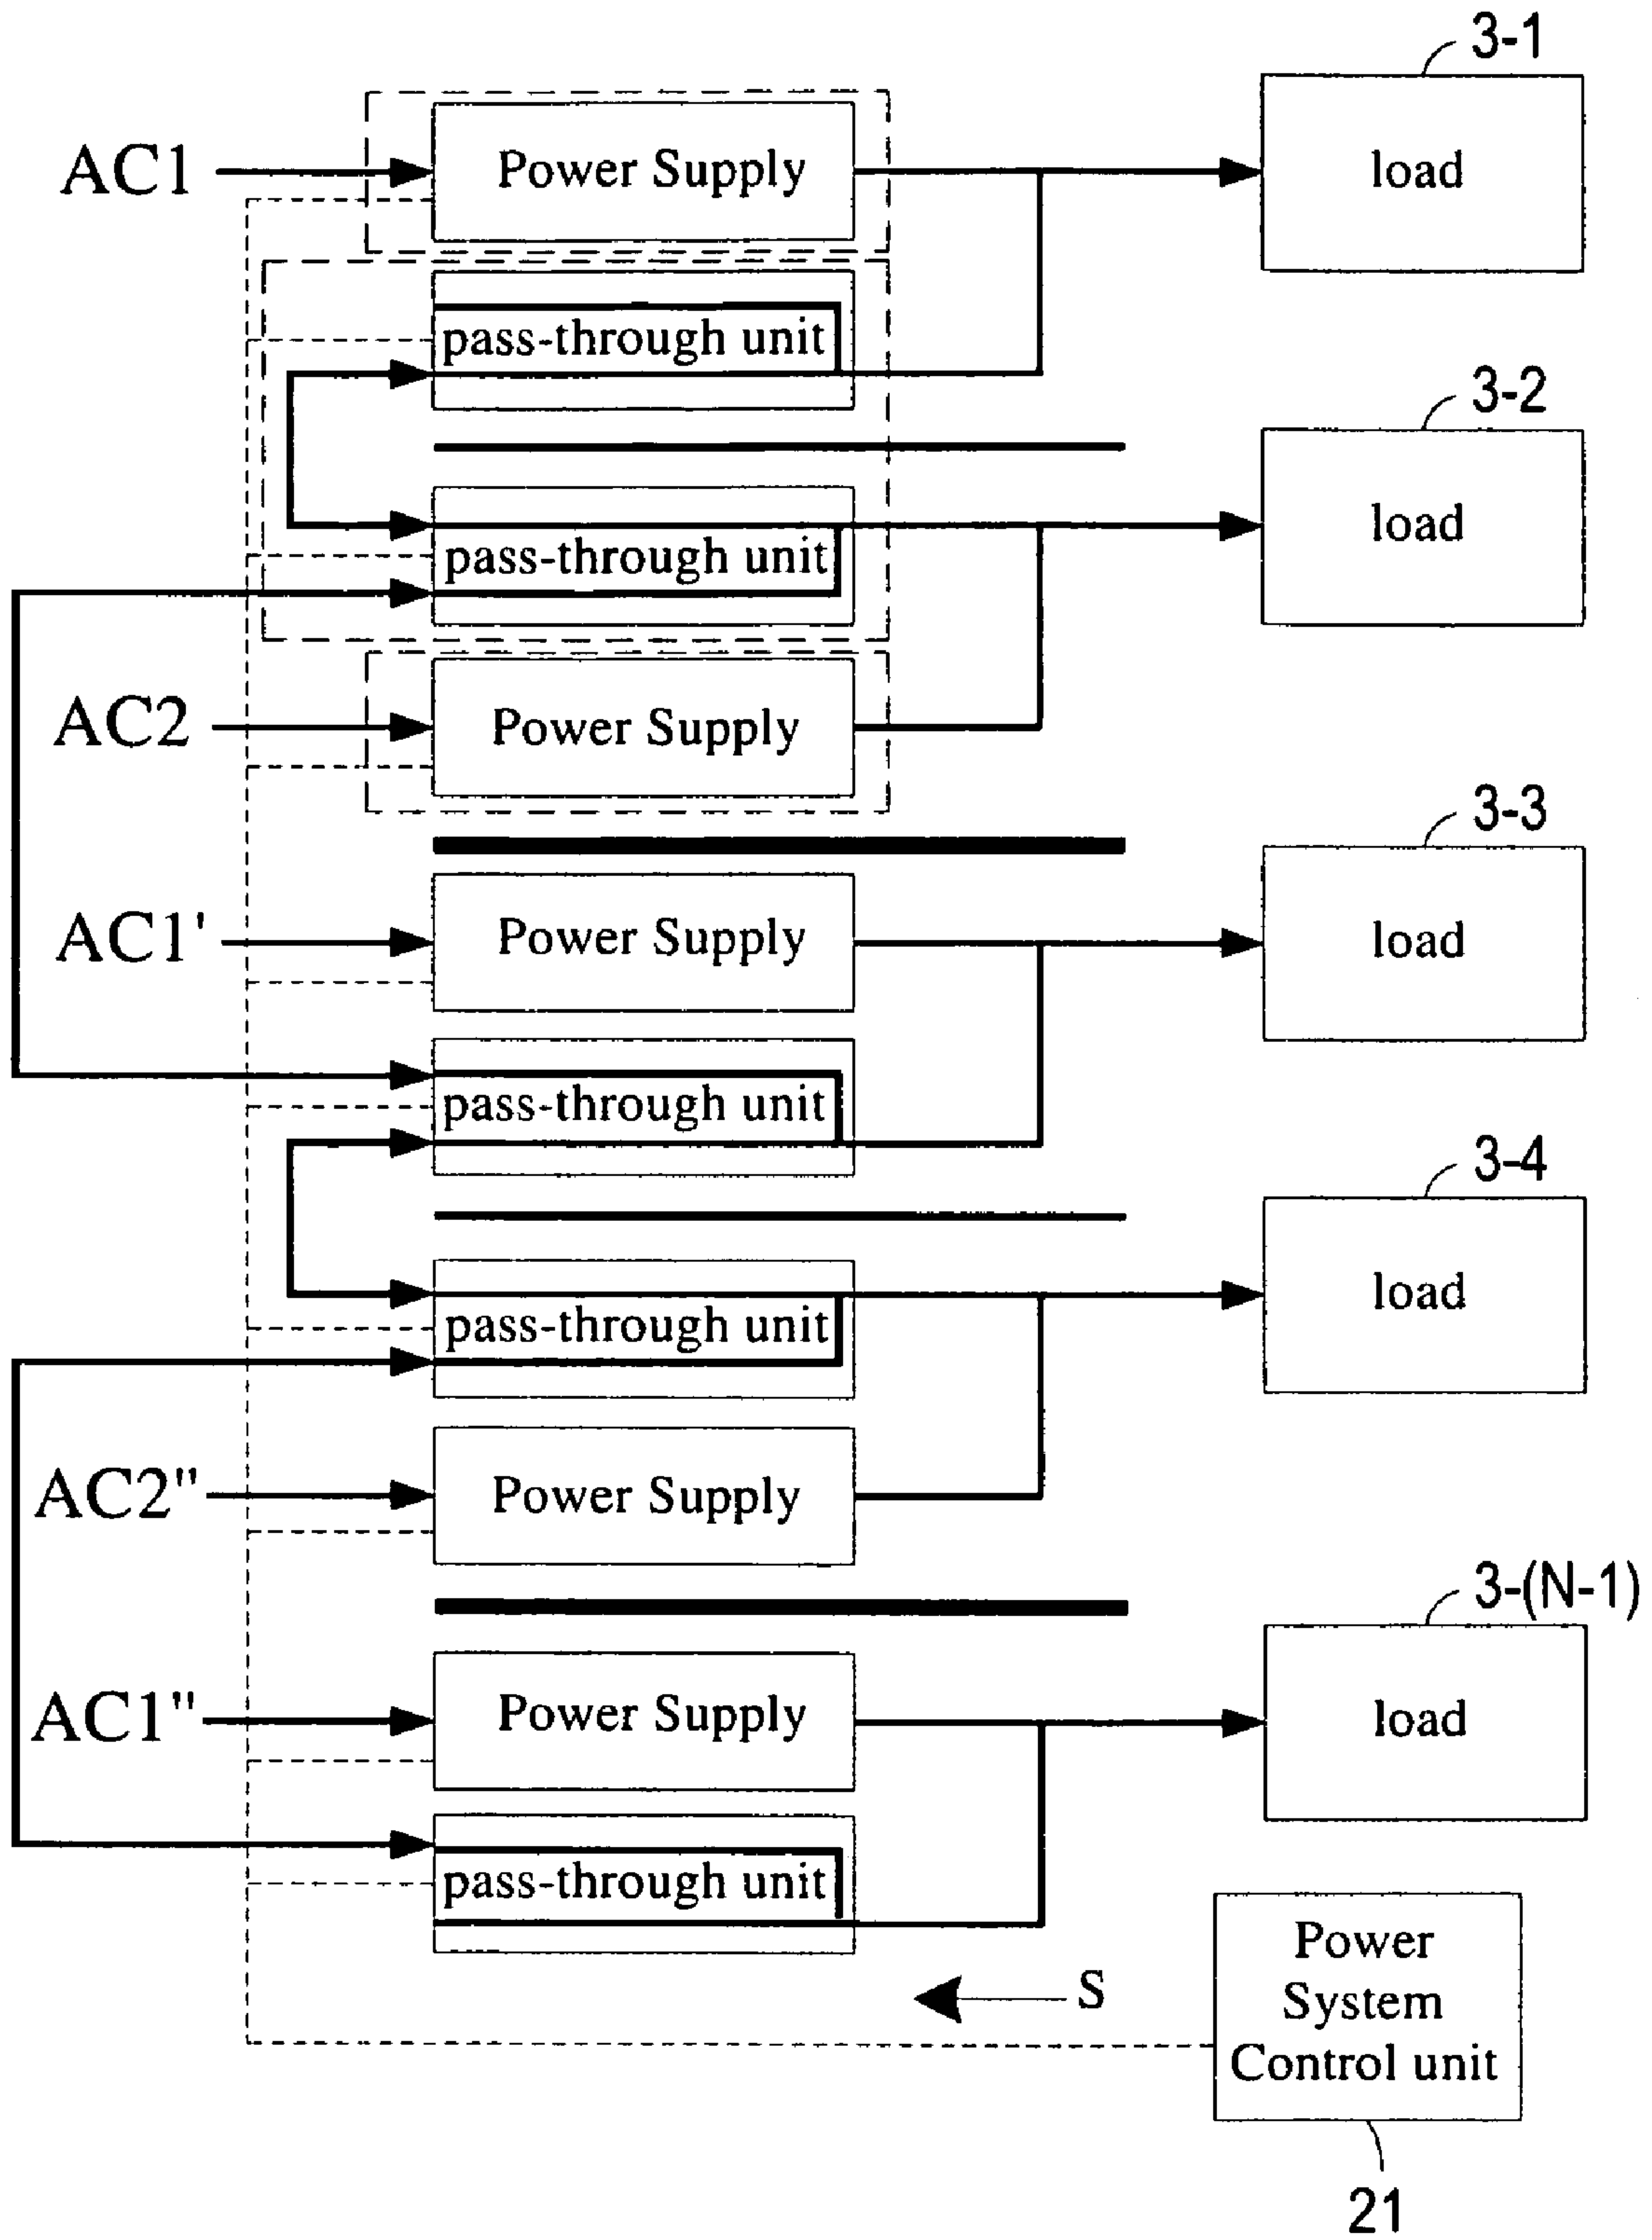 3-1
AC1
Power Supply
load
pass-through unit
3-2
load
pass-through unit
AC2
Power Supply
3-3
AC1'
Power Supply
load
pass-through unit
3-4
load
pass-through unit
AC2"
Power Supply
3-(N-1)
AC1"
Power Supply
load
pass-through unit
S
Power
System
Control unit
21